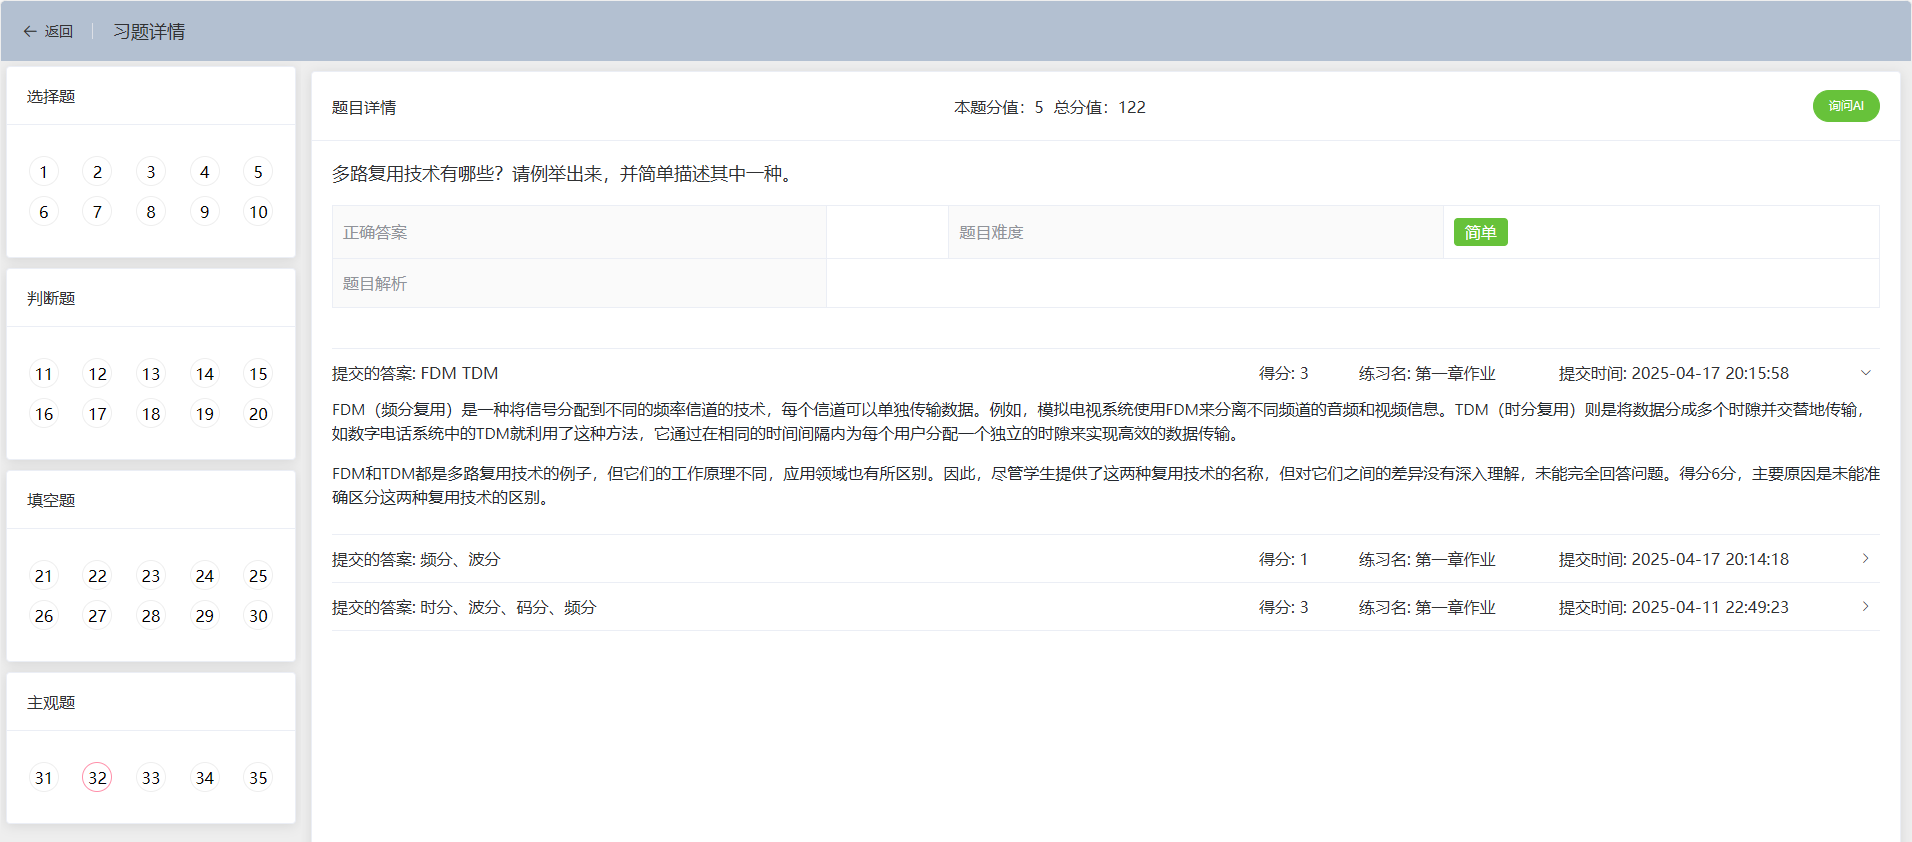 返回 习题详情
选择题
1 2 3 4 5
6 7 8 9 10
判断题
11 12 13 14 15
16 17 18 19 20
填空题
21 22 23 24 25
26 27 28 29 30
主观题
31 32 33 34 35
题目详情 本题分值：5 总分值：122 询问AI
多路复用技术有哪些？请例举出来，并简单描述其中一种。
正确答案 题目难度 简单
题目解析
提交的答案: FDM TDM 得分: 3 练习名: 第一章作业 提交时间: 2025-04-17 20:15:58
FDM（频分复用）是一种将信号分配到不同的频率信道的技术，每个信道可以单独传输数据。例如，模拟电视系统使用FDM来分离不同频道的音频和视频信息。TDM（时分复用）则是将数据分成多个时隙并交替地传输，
如数字电话系统中的TDM就利用了这种方法，它通过在相同的时间间隔内为每个用户分配一个独立的时隙来实现高效的数据传输。
FDM和TDM都是多路复用技术的例子，但它们的工作原理不同，应用领域也有所区别。因此，尽管学生提供了这两种复用技术的名称，但对它们之间的差异没有深入理解，未能完全回答问题。得分6分，主要原因是未能准
确区分这两种复用技术的区别。
提交的答案: 频分、波分 得分: 1 练习名: 第一章作业 提交时间: 2025-04-17 20:14:18
提交的答案: 时分、波分、码分、频分 得分: 3 练习名: 第一章作业 提交时间: 2025-04-11 22:49:23